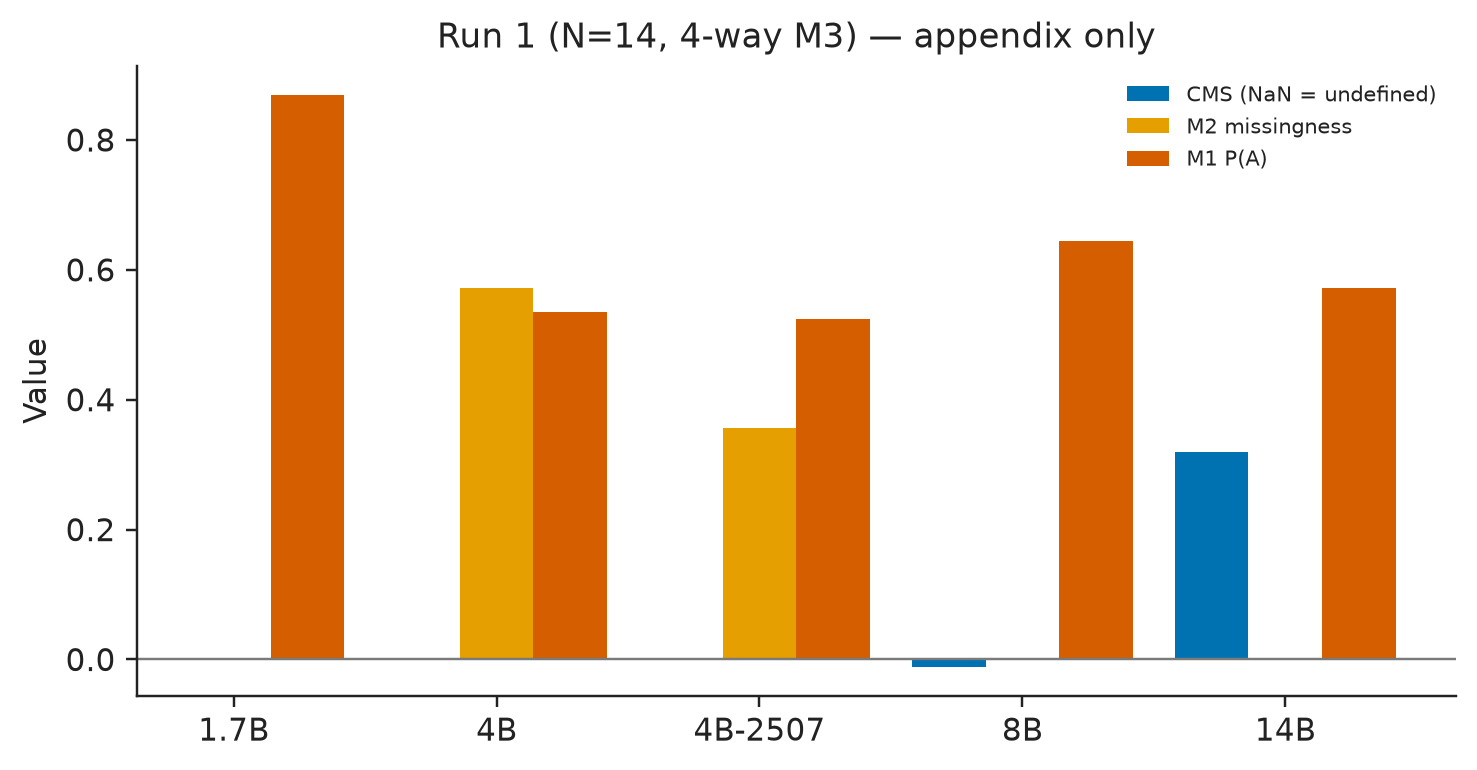 Run 1 (N=14, 4-way M3) — appendix only
CMS (NaN = undefined)
M2 missingness
M1 P(A)
Value
0.8
0.6
0.4
0.2
0.0
1.7B
4B
4B-2507
8B
14B